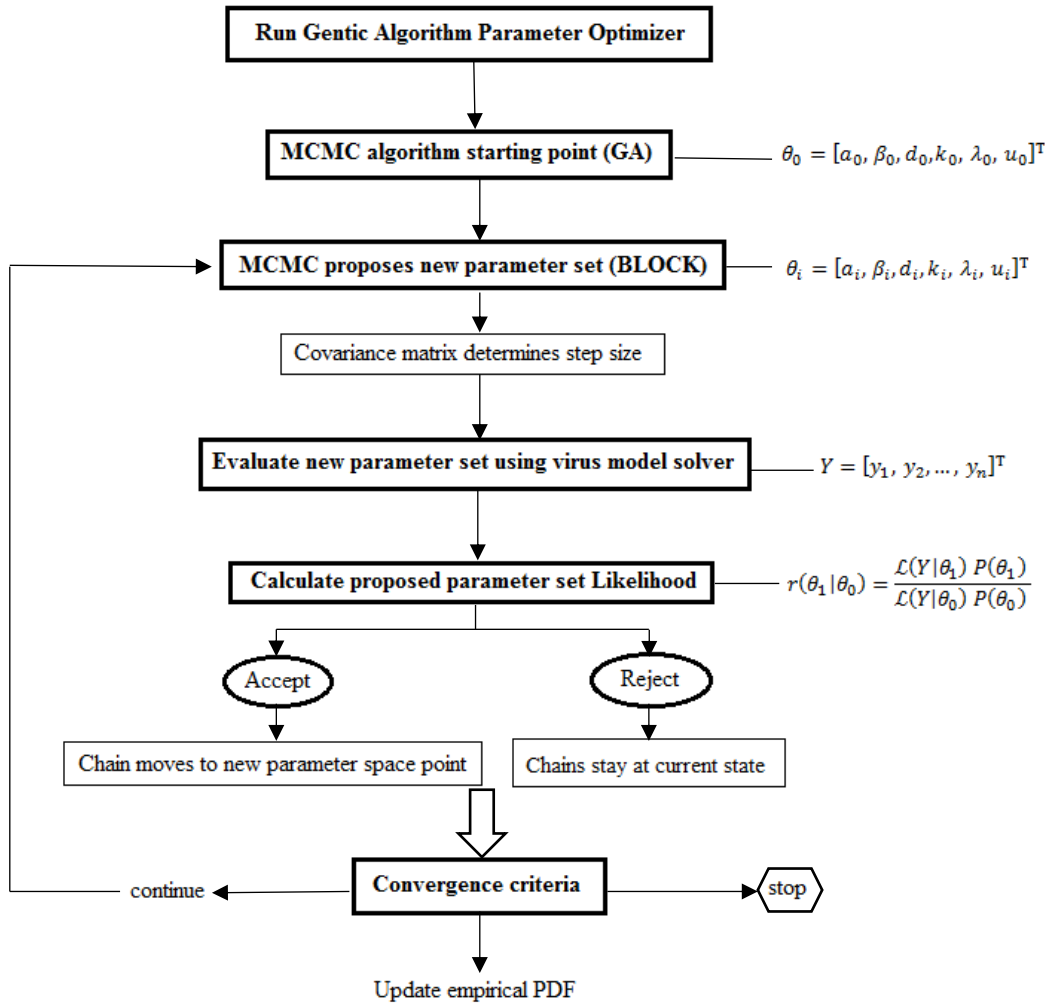 Run Gentic Algorithm Parameter Optimizer
MCMC algorithm starting point (GA)
θ₀ = [a₀, β₀, d₀, k₀, λ₀, u₀]ᵀ
MCMC proposes new parameter set (BLOCK)
θᵢ = [aᵢ, βᵢ, dᵢ, kᵢ, λᵢ, uᵢ]ᵀ
Covariance matrix determines step size
Evaluate new parameter set using virus model solver
Y = [y₁, y₂, ..., yₙ]ᵀ
Calculate proposed parameter set Likelihood
r(θ₁|θ₀) = ℒ(Y|θ₁) P(θ₁) / ℒ(Y|θ₀) P(θ₀)
Accept
Reject
Chain moves to new parameter space point
Chains stay at current state
continue
Convergence criteria
stop
Update empirical PDF